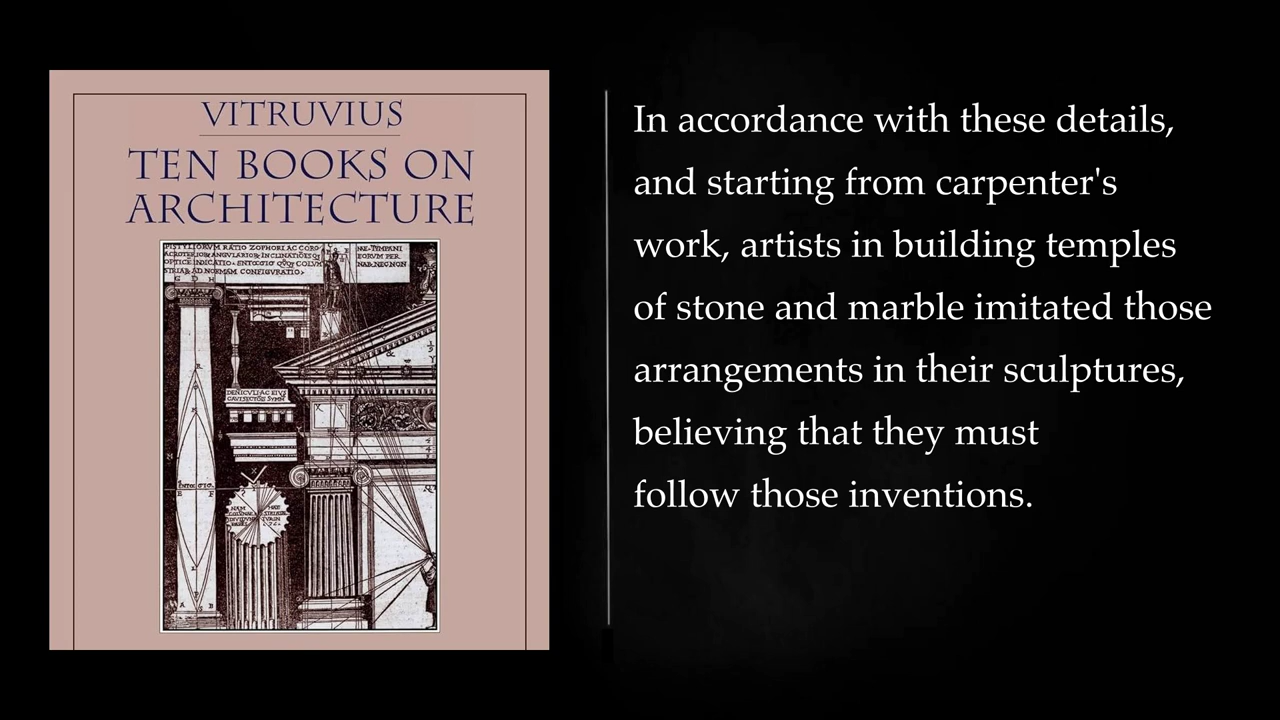 VITRUVIUS
TEN BOOKS ON
ARCHITECTURE
In accordance with these details,
and starting from carpenter's
work, artists in building temples
of stone and marble imitated those
arrangements in their sculptures,
believing that they must
follow those inventions.